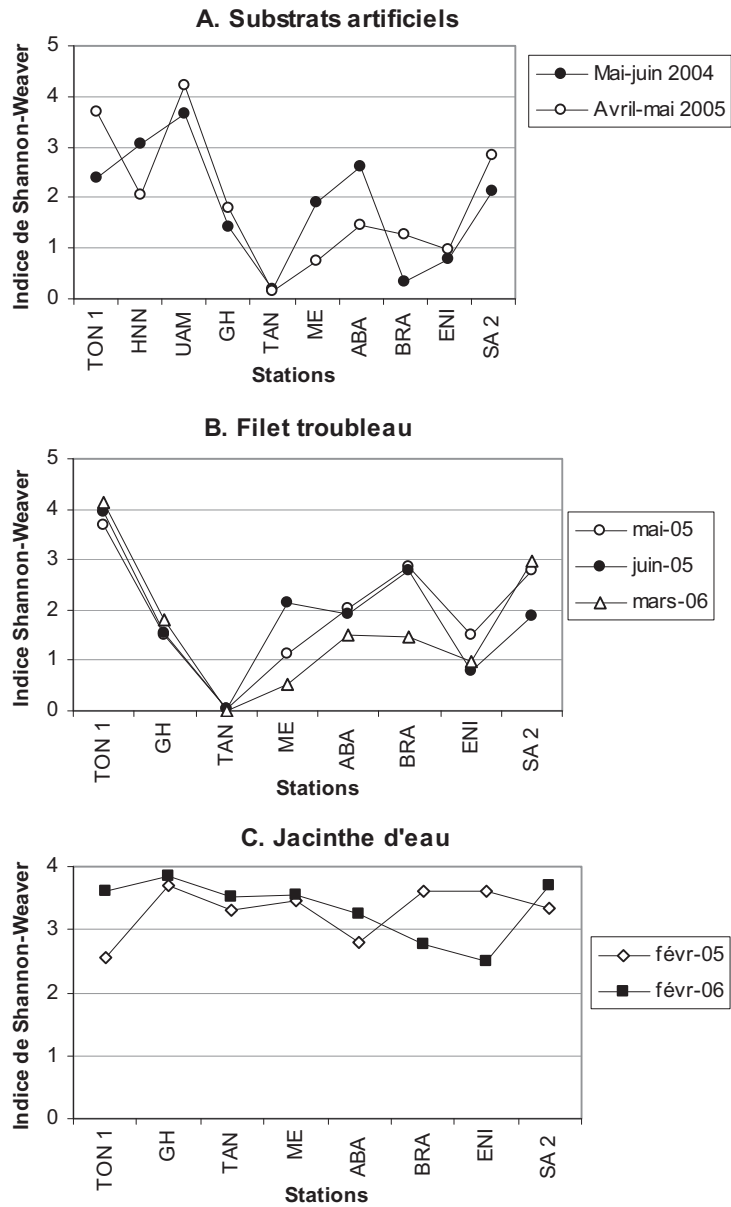 A. Substrats artificiels
Indice de Shannon-Weaver
5
4
3
2
1
0
TON 1
HNN
UAM
GH
TAN
ME
ABA
BRA
ENI
SA 2
Stations
Mai-juin 2004
Avril-mai 2005
B. Filet troubleau
Indice Shannon-Weaver
5
4
3
2
1
0
TON 1
GH
TAN
ME
ABA
BRA
ENI
SA 2
Stations
mai-05
juin-05
mars-06
C. Jacinthe d'eau
Indice de Shannon-Weaver
4
3
2
1
0
TON 1
GH
TAN
ME
ABA
BRA
ENI
SA 2
Stations
févr-05
févr-06